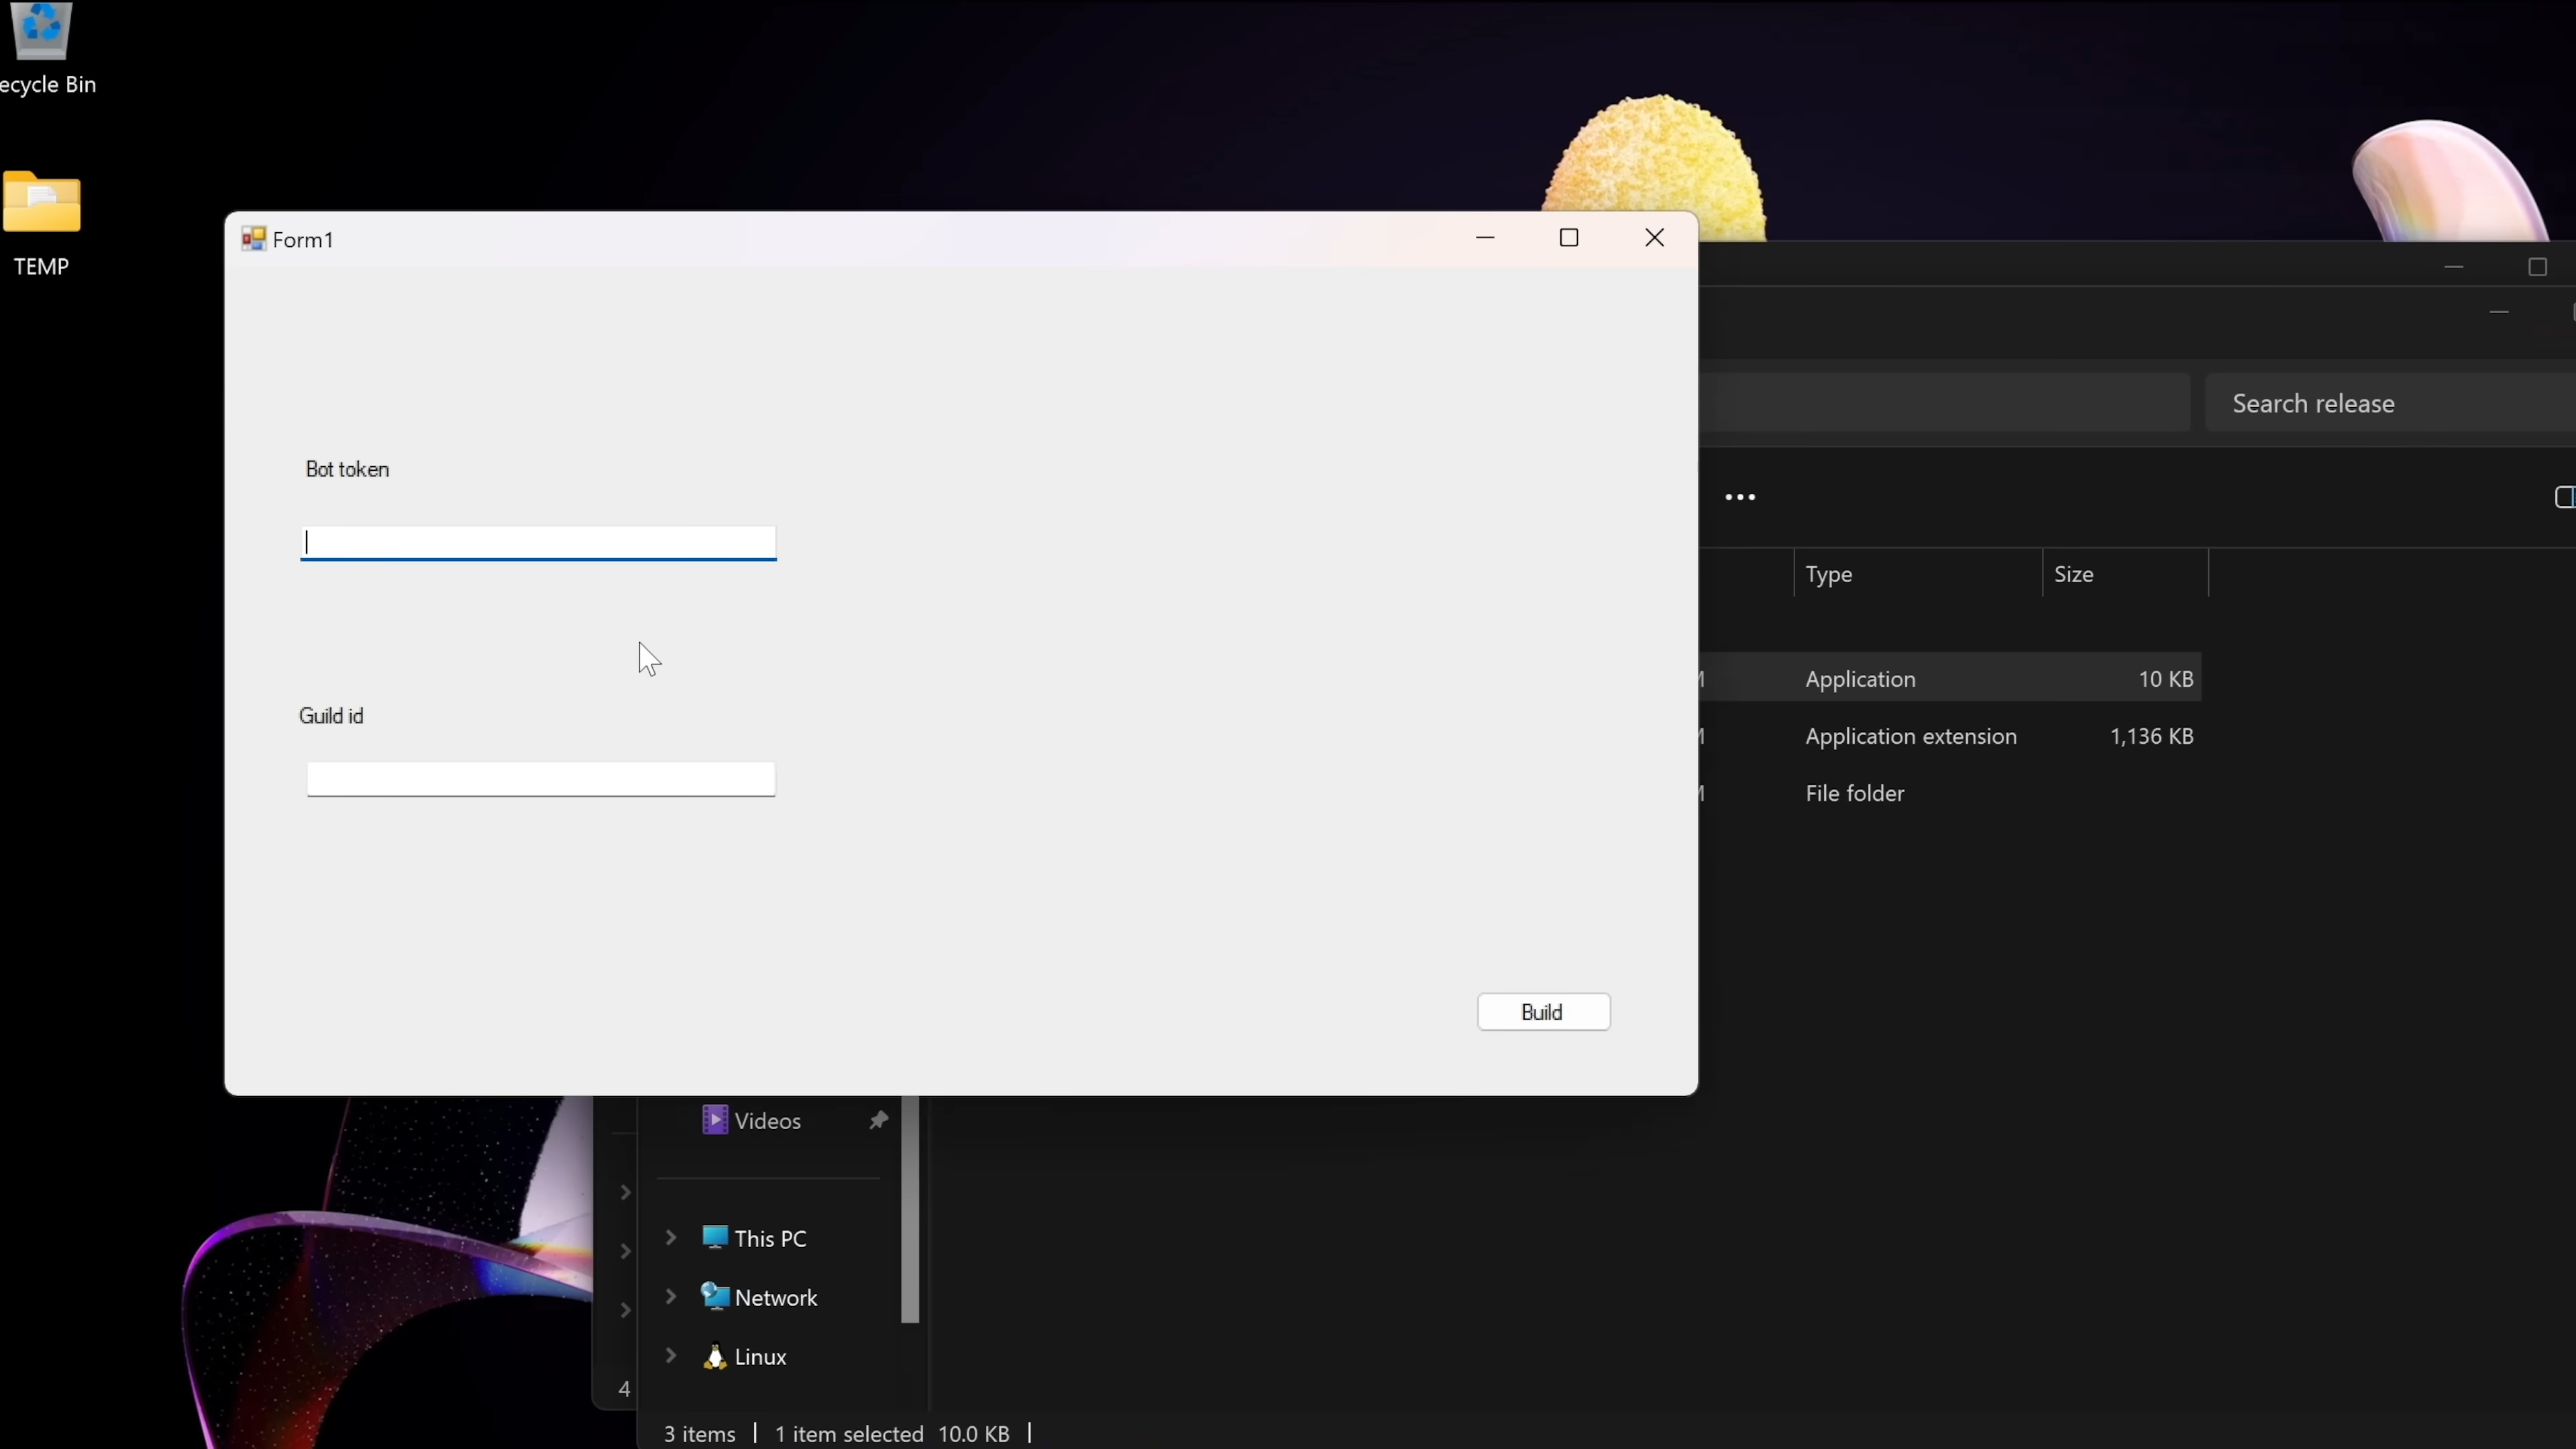 ecycle Bin
TEMP
Form1
Bot token
Guild id
Build
Search release
Type Size
Application 10 KB
Application extension 1,136 KB
File folder
Videos
This PC
Network
Linux
4
3 items 1 item selected 10.0 KB